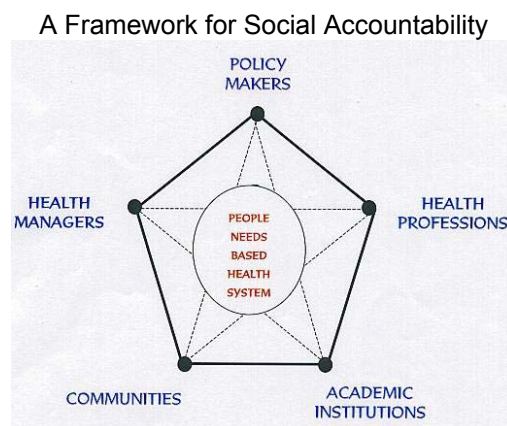 A Framework for Social Accountability
POLICY
MAKERS
HEALTH
MANAGERS
HEALTH
PROFESSIONS
PEOPLE
NEEDS
BASED
HEALTH
SYSTEM
COMMUNITIES
ACADEMIC
INSTITUTIONS